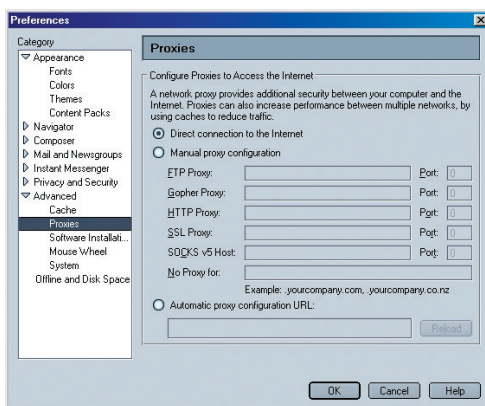 Preferences
Category
Appearance
Fonts
Colors
Themes
Content Packs
Navigator
Composer
Mail and Newsgroups
Instant Messenger
Privacy and Security
Advanced
Cache
Proxies
Software Installati...
Mouse Wheel
System
Offline and Disk Space
Proxies
Configure Proxies to Access the Internet
A network proxy provides additional security between your computer and the
Internet. Proxies can also increase performance between multiple networks, by
using caches to reduce traffic.
Direct connection to the Internet
Manual proxy configuration
FTP Proxy: Port: 0
Gopher Proxy: Port: 0
HTTP Proxy: Port: 0
SSL Proxy: Port: 0
SOCKS v5 Host: Port: 0
No Proxy for:
Example: .yourcompany.com, .yourcompany.co.nz
Automatic proxy configuration URL:
Reload
OK Cancel Help